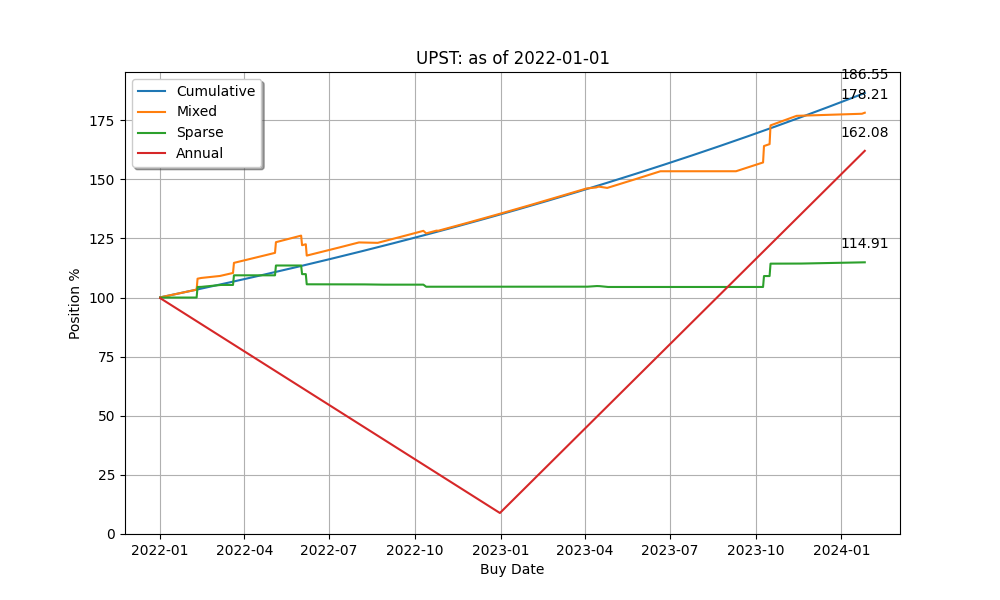 UPST: as of 2022-01-01
186.55
Cumulative
178.21
Mixed
175
Sparse
162.08
Annual
150
125
114.91
100
75
50
25
0
Position %
2022-01 2022-04 2022-07 2022-10 2023-01 2023-04 2023-07 2023-10 2024-01
Buy Date